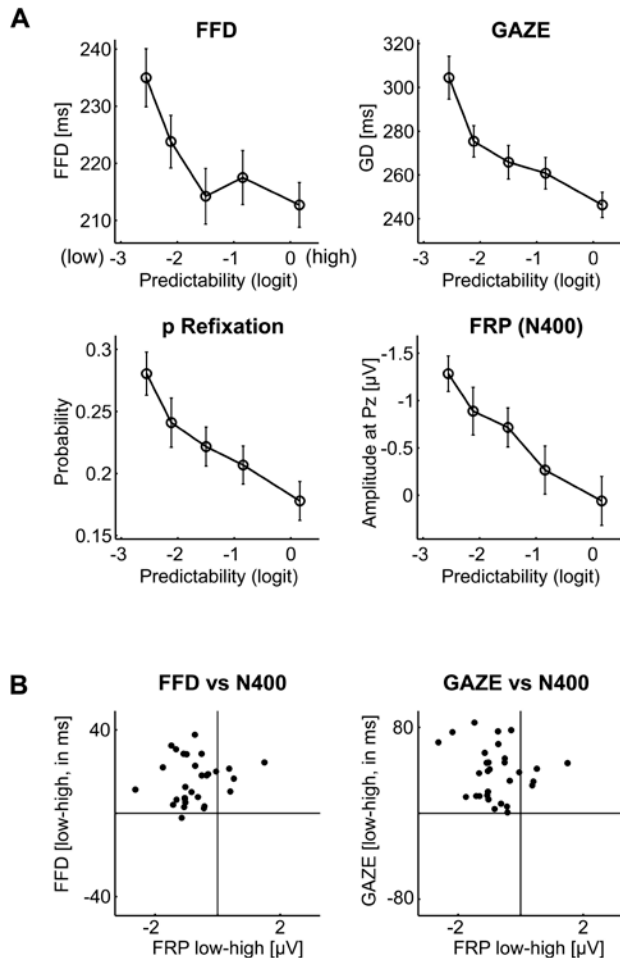 A
FFD
GAZE
FFD [ms]
240
230
220
210
(low)
-3
-2
-1
0
(high)
Predictability (logit)
GD [ms]
320
300
280
260
240
-3
-2
-1
0
Predictability (logit)
p Refixation
FRP (N400)
Probability
0.3
0.25
0.2
0.15
-3
-2
-1
0
Predictability (logit)
Amplitude at Pz [µV]
-1.5
-1
-0.5
0
-3
-2
-1
0
Predictability (logit)
B
FFD vs N400
GAZE vs N400
FFD [low-high, in ms)
40
-40
-2
2
FRP low-high [µV]
GAZE [low-high, in ms)
80
-80
-2
2
FRP low-high [µV]